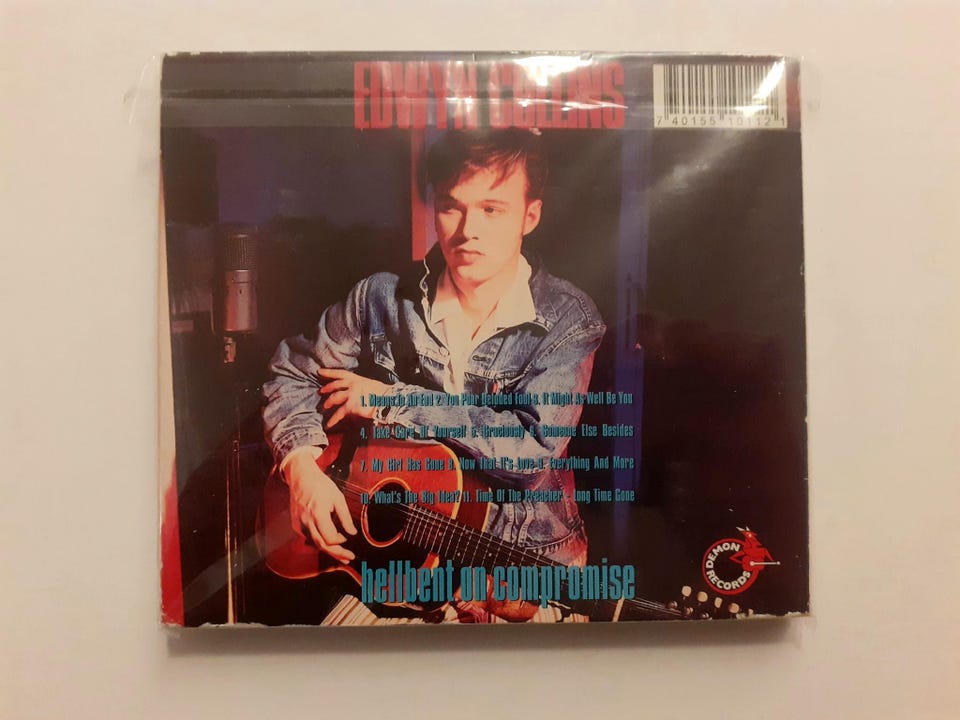 EDWYN COLLINS
7 40155 10112 1
1. Means To An End 2. You Poor Deluded Fool 3. It Might As Well Be You
4. Take Care Of Yourself 5. Graciously 6. Someone Else Besides
7. My Girl Has Gone 8. Now That It's Love 9. Everything And More
10. What's The Big Idea? 11. Time Of The Preacher - Long Time Gone
hellbent on compromise
DEMON
RECORDS